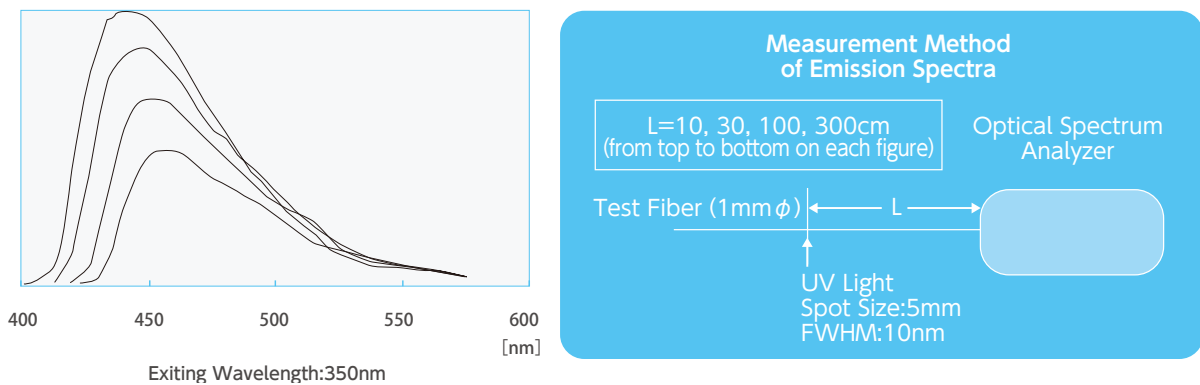 400 450 500 550 600
[nm]
Exiting Wavelength:350nm
Measurement Method
of Emission Spectra
L=10, 30, 100, 300cm
(from top to bottom on each figure)
Optical Spectrum
Analyzer
Test Fiber (1mmϕ)
L
UV Light
Spot Size:5mm
FWHM:10nm